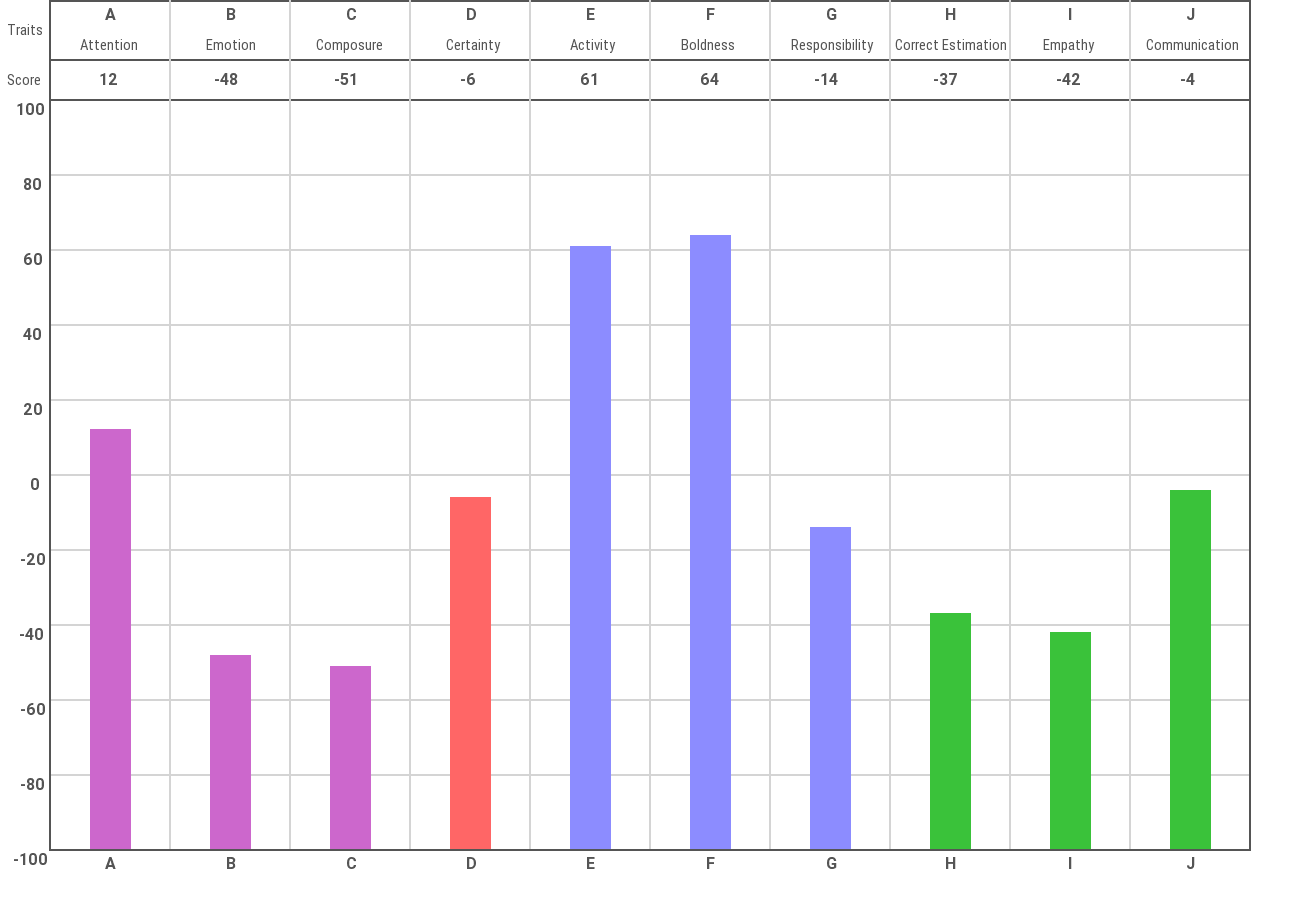 A B C D E F G H I J
Traits
Attention Emotion Composure Certainty Activity Boldness Responsibility Correct Estimation Empathy Communication
Score 12 -48 -51 -6 61 64 -14 -37 -42 -4
100
80
60
40
20
0
-20
-40
-60
-80
-100
A B C D E F G H I J